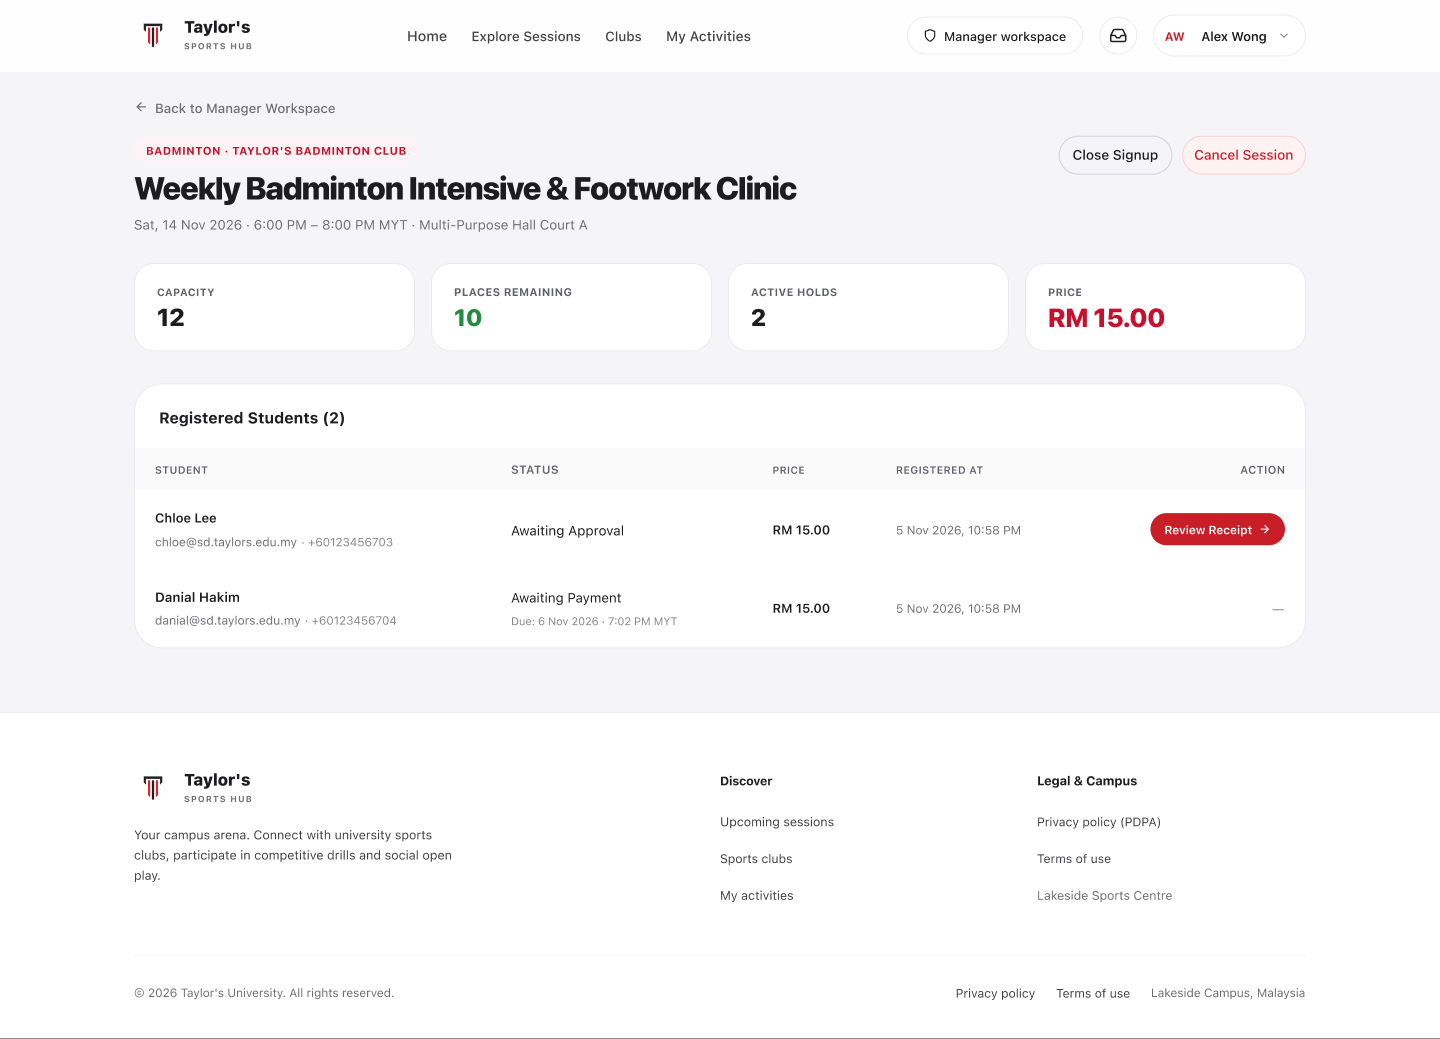 Taylor's
SPORTS HUB
Home
Explore Sessions
Clubs
My Activities
Manager workspace
AW
Alex Wong
Back to Manager Workspace
BADMINTON · TAYLOR'S BADMINTON CLUB
Close Signup
Cancel Session
Weekly Badminton Intensive & Footwork Clinic
Sat, 14 Nov 2026 · 6:00 PM – 8:00 PM MYT · Multi-Purpose Hall Court A
CAPACITY
12
PLACES REMAINING
10
ACTIVE HOLDS
2
PRICE
RM 15.00
Registered Students (2)
STUDENT
STATUS
PRICE
REGISTERED AT
ACTION
Chloe Lee
chloe@sd.taylors.edu.my · +60123456703
Awaiting Approval
RM 15.00
5 Nov 2026, 10:58 PM
Review Receipt →
Danial Hakim
danial@sd.taylors.edu.my · +60123456704
Awaiting Payment
Due: 6 Nov 2026 · 7:02 PM MYT
RM 15.00
5 Nov 2026, 10:58 PM
—
Taylor's
SPORTS HUB
Your campus arena. Connect with university sports
clubs, participate in competitive drills and social open
play.
Discover
Upcoming sessions
Sports clubs
My activities
Legal & Campus
Privacy policy (PDPA)
Terms of use
Lakeside Sports Centre
© 2026 Taylor's University. All rights reserved.
Privacy policy
Terms of use
Lakeside Campus, Malaysia